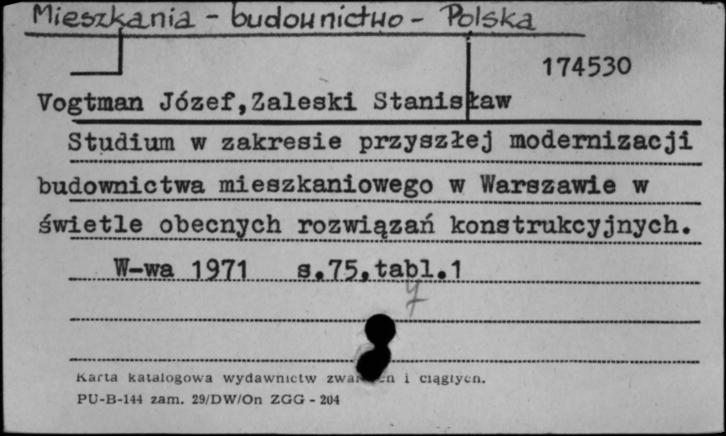 Mieszkania - budownictwo - Polska
174530
Vogtman Józef,Zaleski Stanisław
Studium w zakresie przyszłej modernizacji
budownictwa mieszkaniowego w Warszawie w
świetle obecnych rozwiązań konstrukcyjnych.
W-wa 1971 s.75,tabl.1
7
Karta katalogowa wydawnictw i ciągłych.
PU-B-144 zam. 29/DW/On ZGG - 204